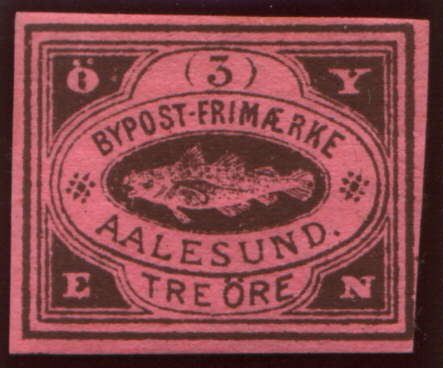 Ö (3) Y
BYPOST-FRIMÆRKE
AALESUND.
E TRE ÖRE N